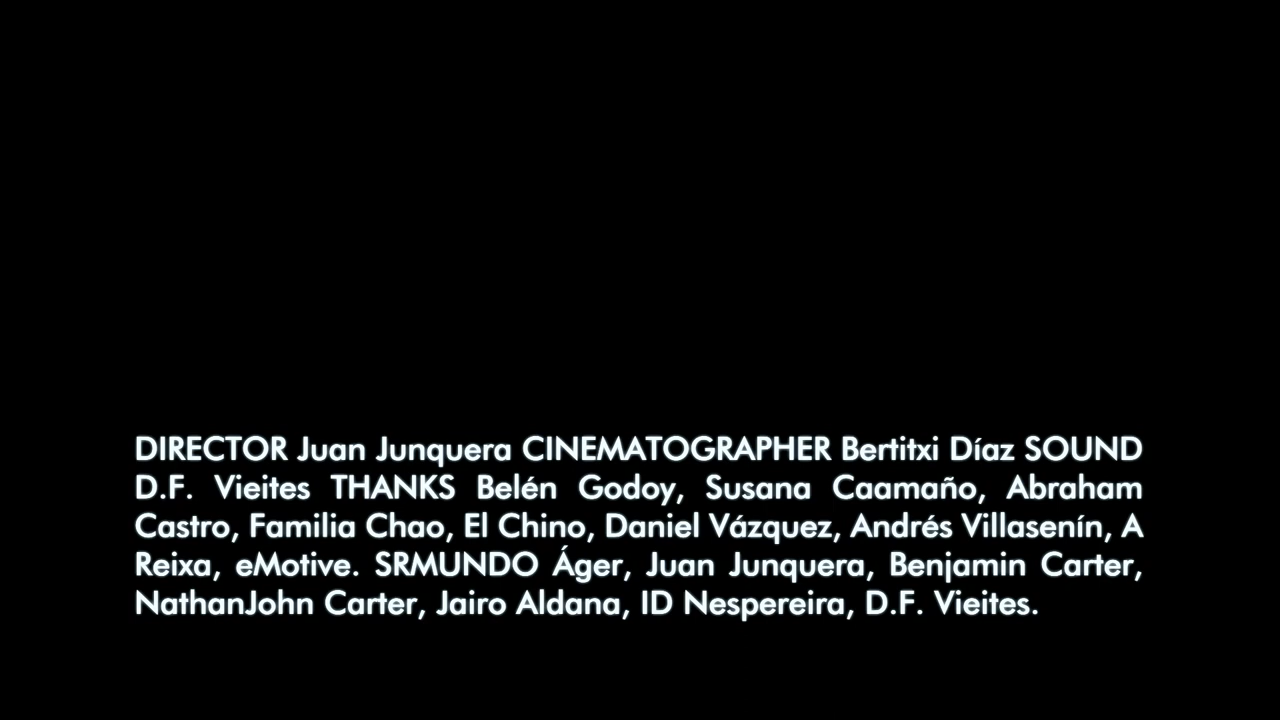 DIRECTOR Juan Junquera CINEMATOGRAPHER Bertitxi Díaz SOUND
D.F. Vieites THANKS Belén Godoy, Susana Caamaño, Abraham
Castro, Familia Chao, El Chino, Daniel Vázquez, Andrés Villasenín, A
Reixa, eMotive. SRMUNDO Áger, Juan Junquera, Benjamin Carter,
NathanJohn Carter, Jairo Aldana, ID Nespereira, D.F. Vieites.